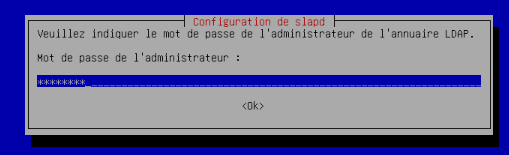 Configuration de slapd
Veuillez indiquer le mot de passe de l'administrateur de l'annuaire LDAP.
Mot de passe de l'administrateur :
********
<Ok>